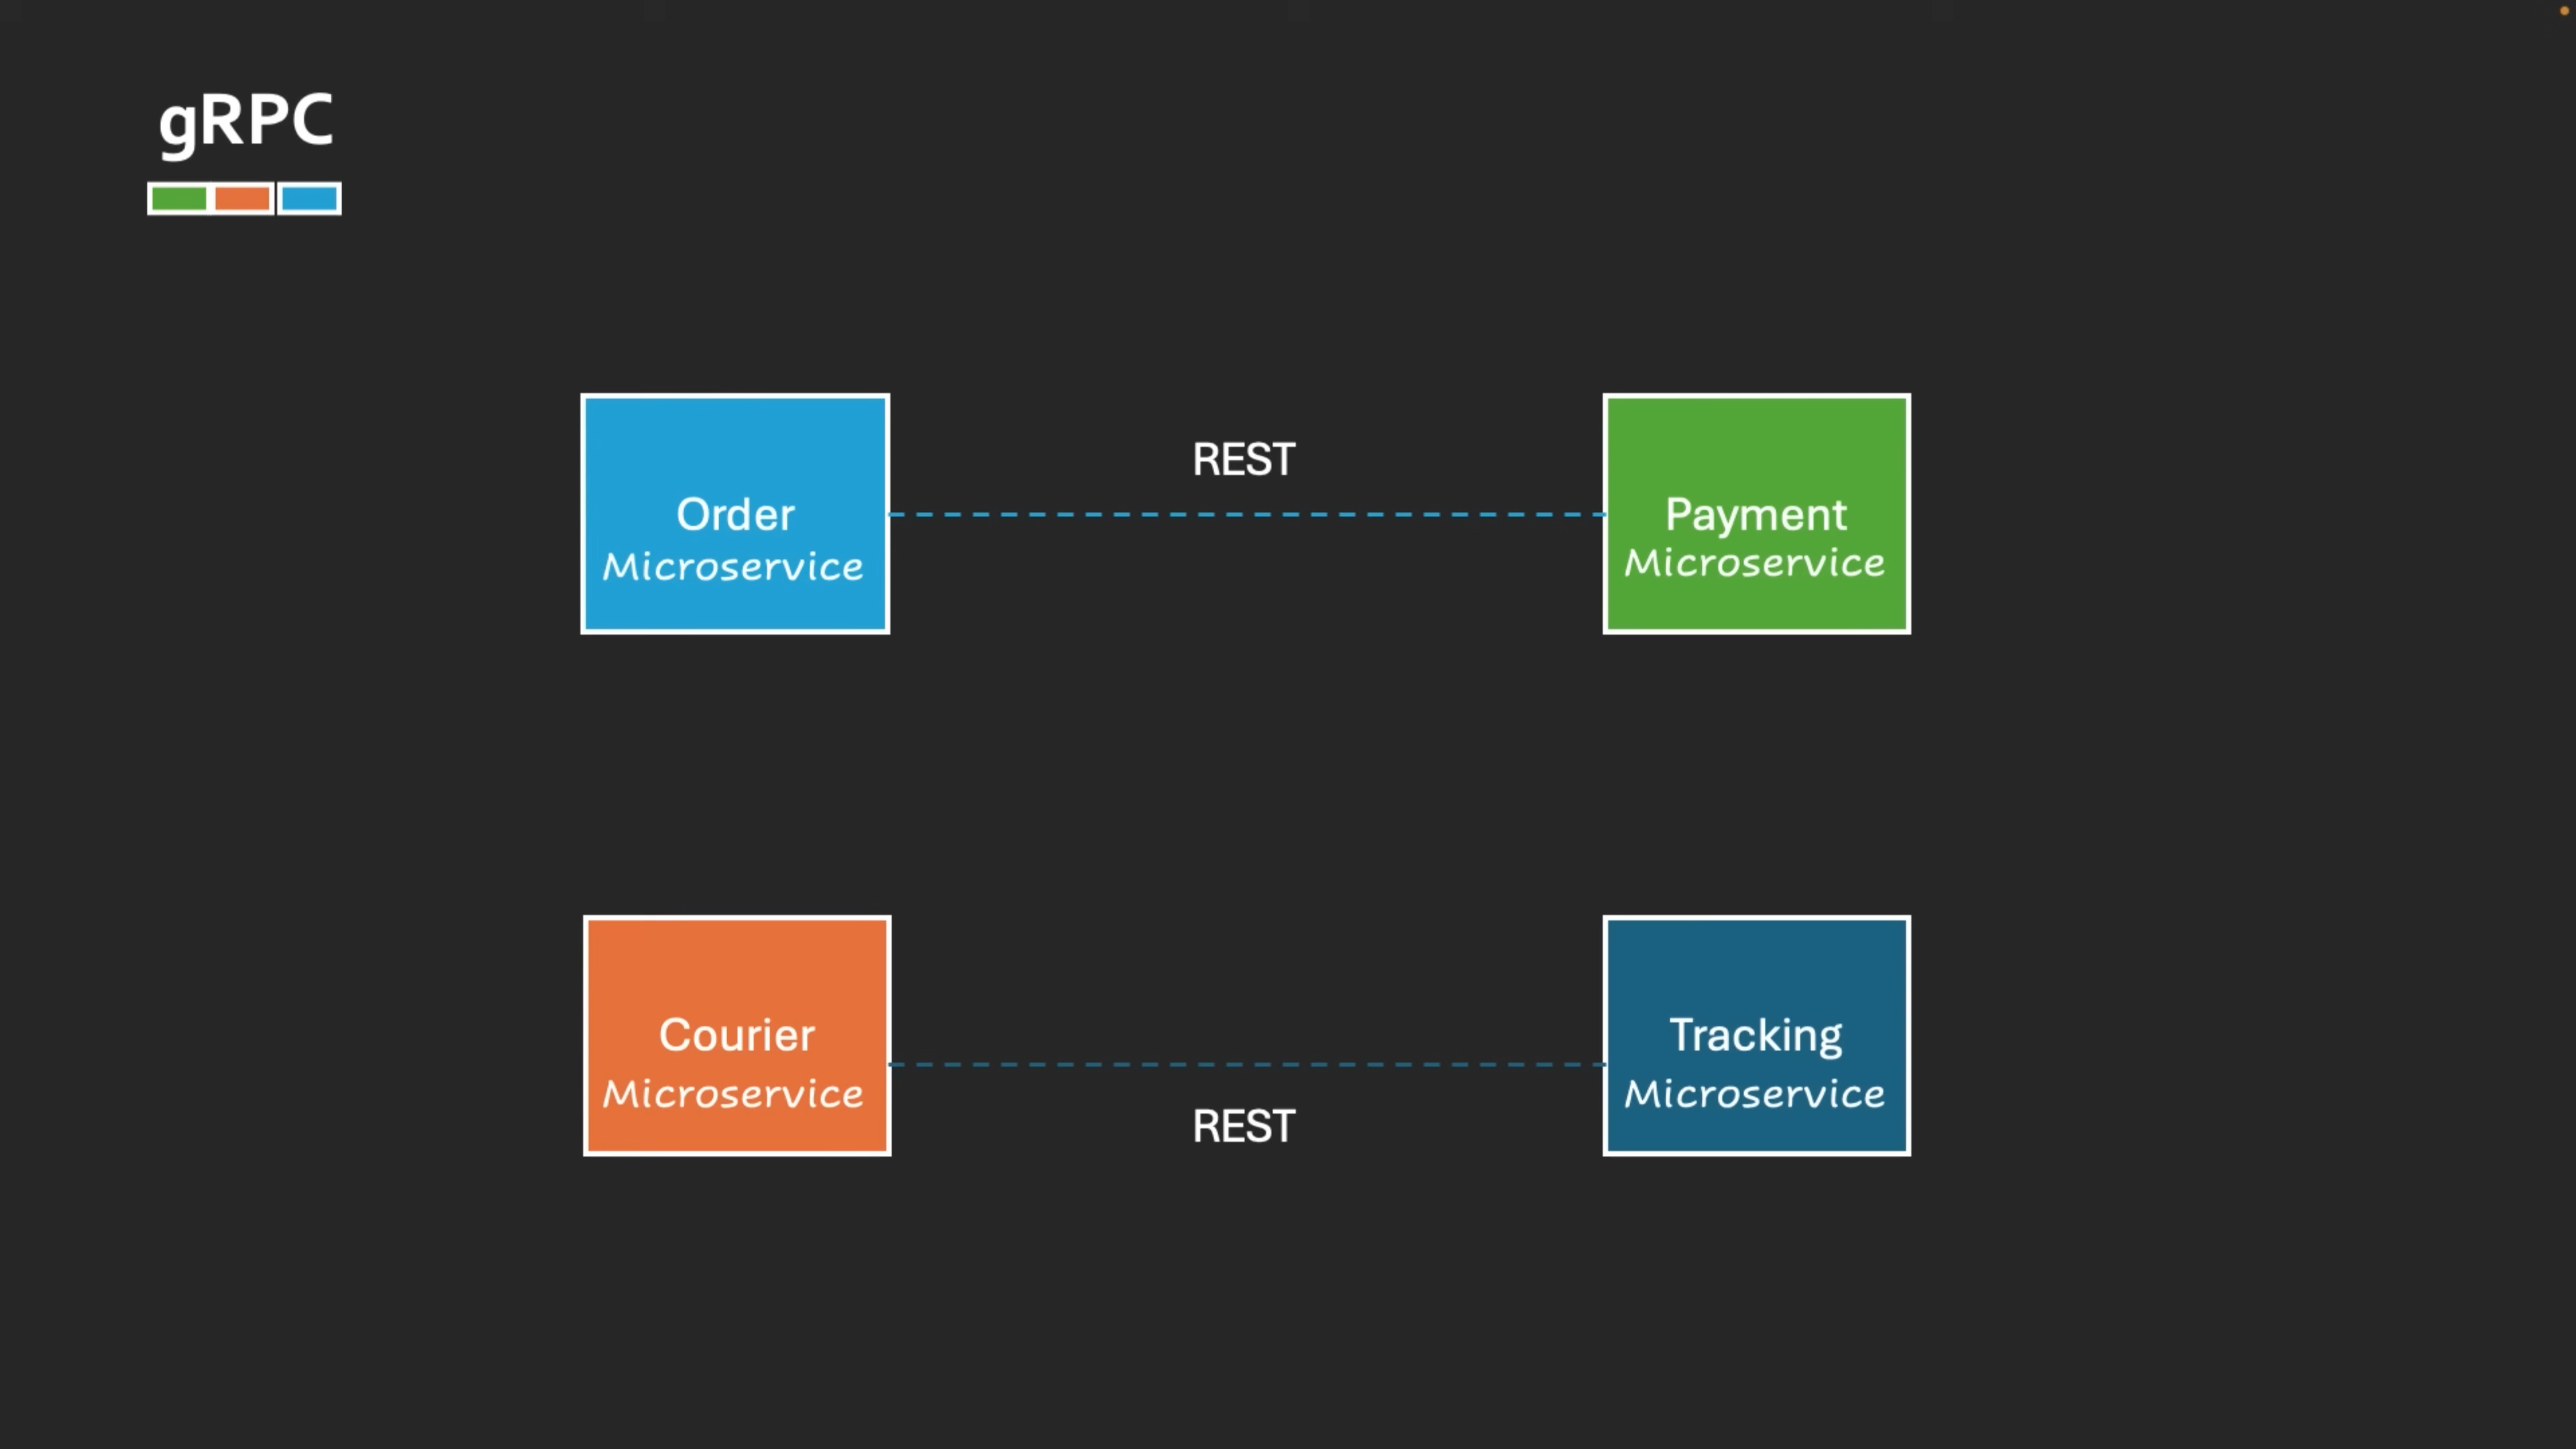 gRPC
REST
Order
Microservice
Payment
Microservice
Courier
Microservice
Tracking
Microservice
REST